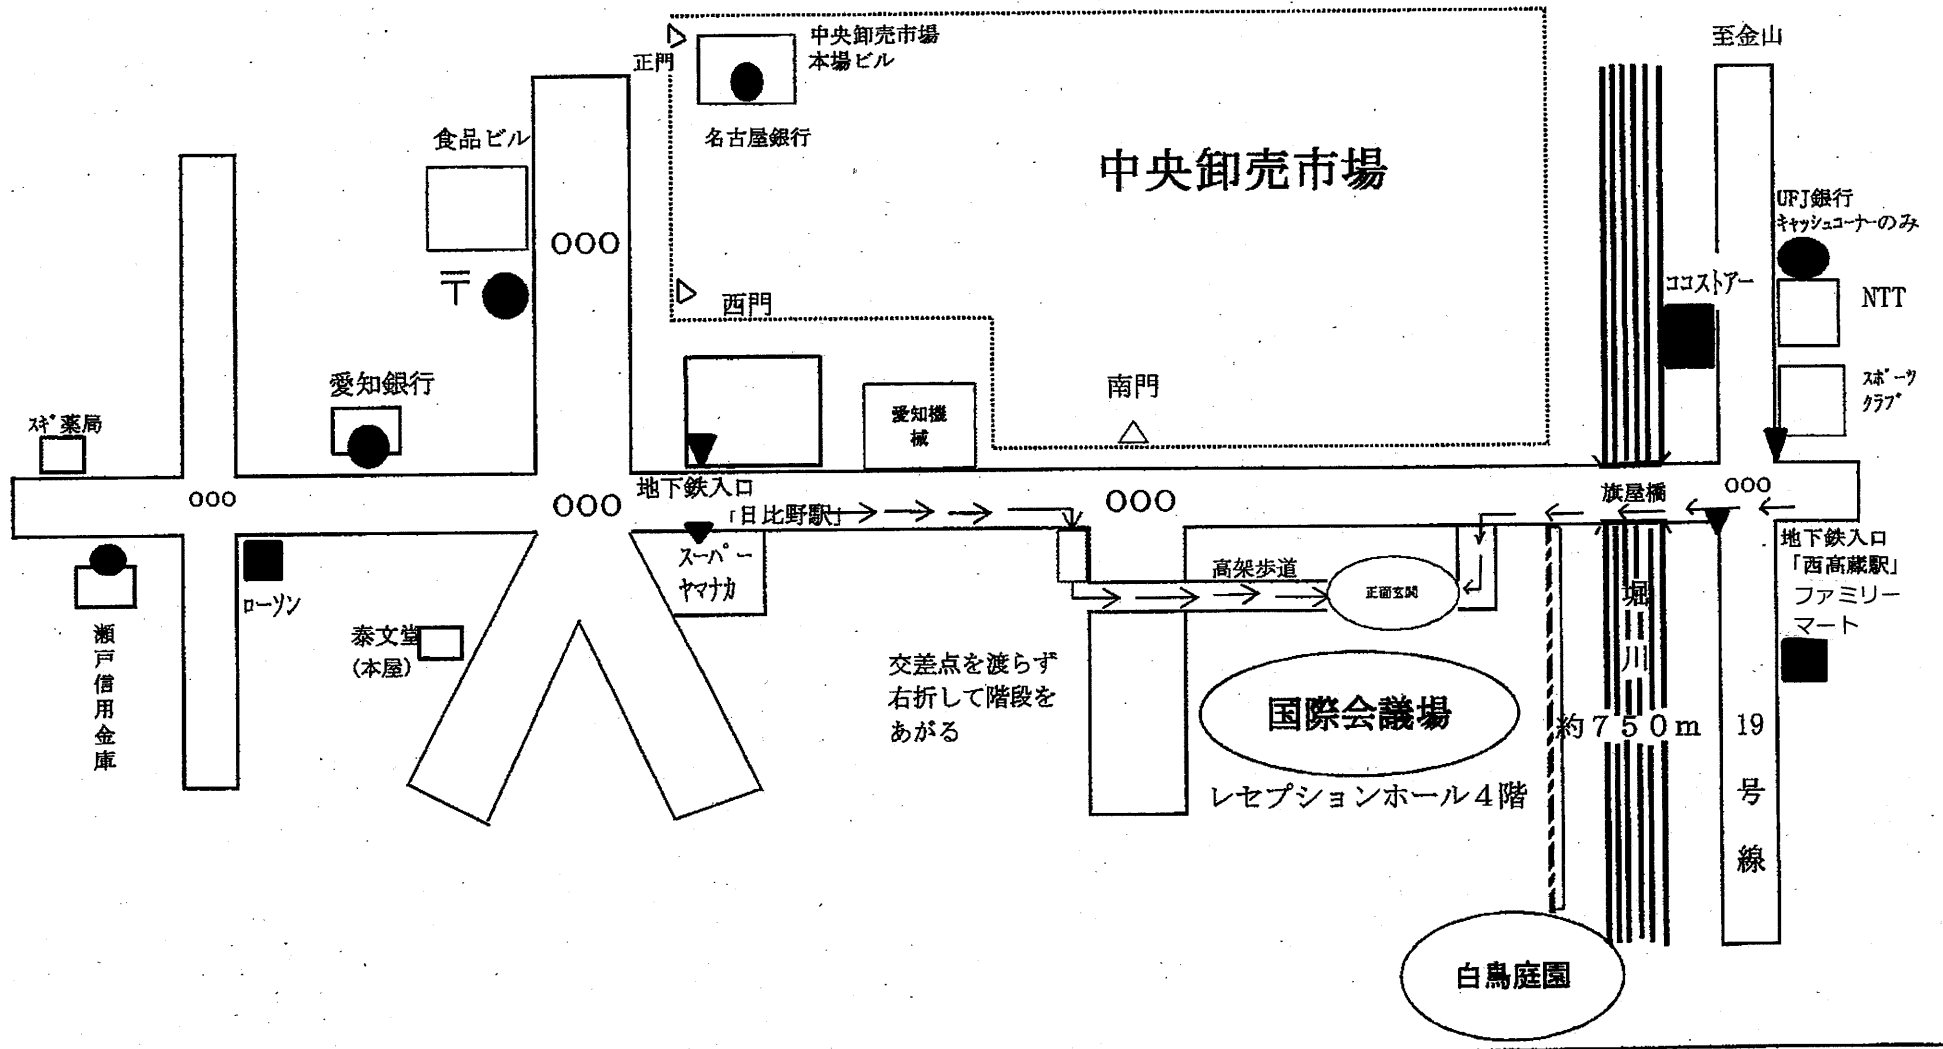 正門
中央卸売市場
本場ビル
至金山
食品ビル
名古屋銀行
中央卸売市場
UFJ銀行
キャッシュコーナーのみ
OOO
〒
西門
ココストアー
NTT
愛知銀行
南門
スポーツ
クラブ
スギ薬局
愛知機
械
OOO
OOO
地下鉄入口
「日比野駅」
OOO
旗屋橋
OOO
地下鉄入口
「西高蔵駅」
ファミリー
マート
スーパー
ヤマナカ
高架歩道
正面玄関
ローソン
堀川
瀬戸信用金庫
泰文堂
(本屋)
交差点を渡らず
右折して階段を
あがる
国際会議場
約750m
19号線
レセプションホール4階
白鳥庭園